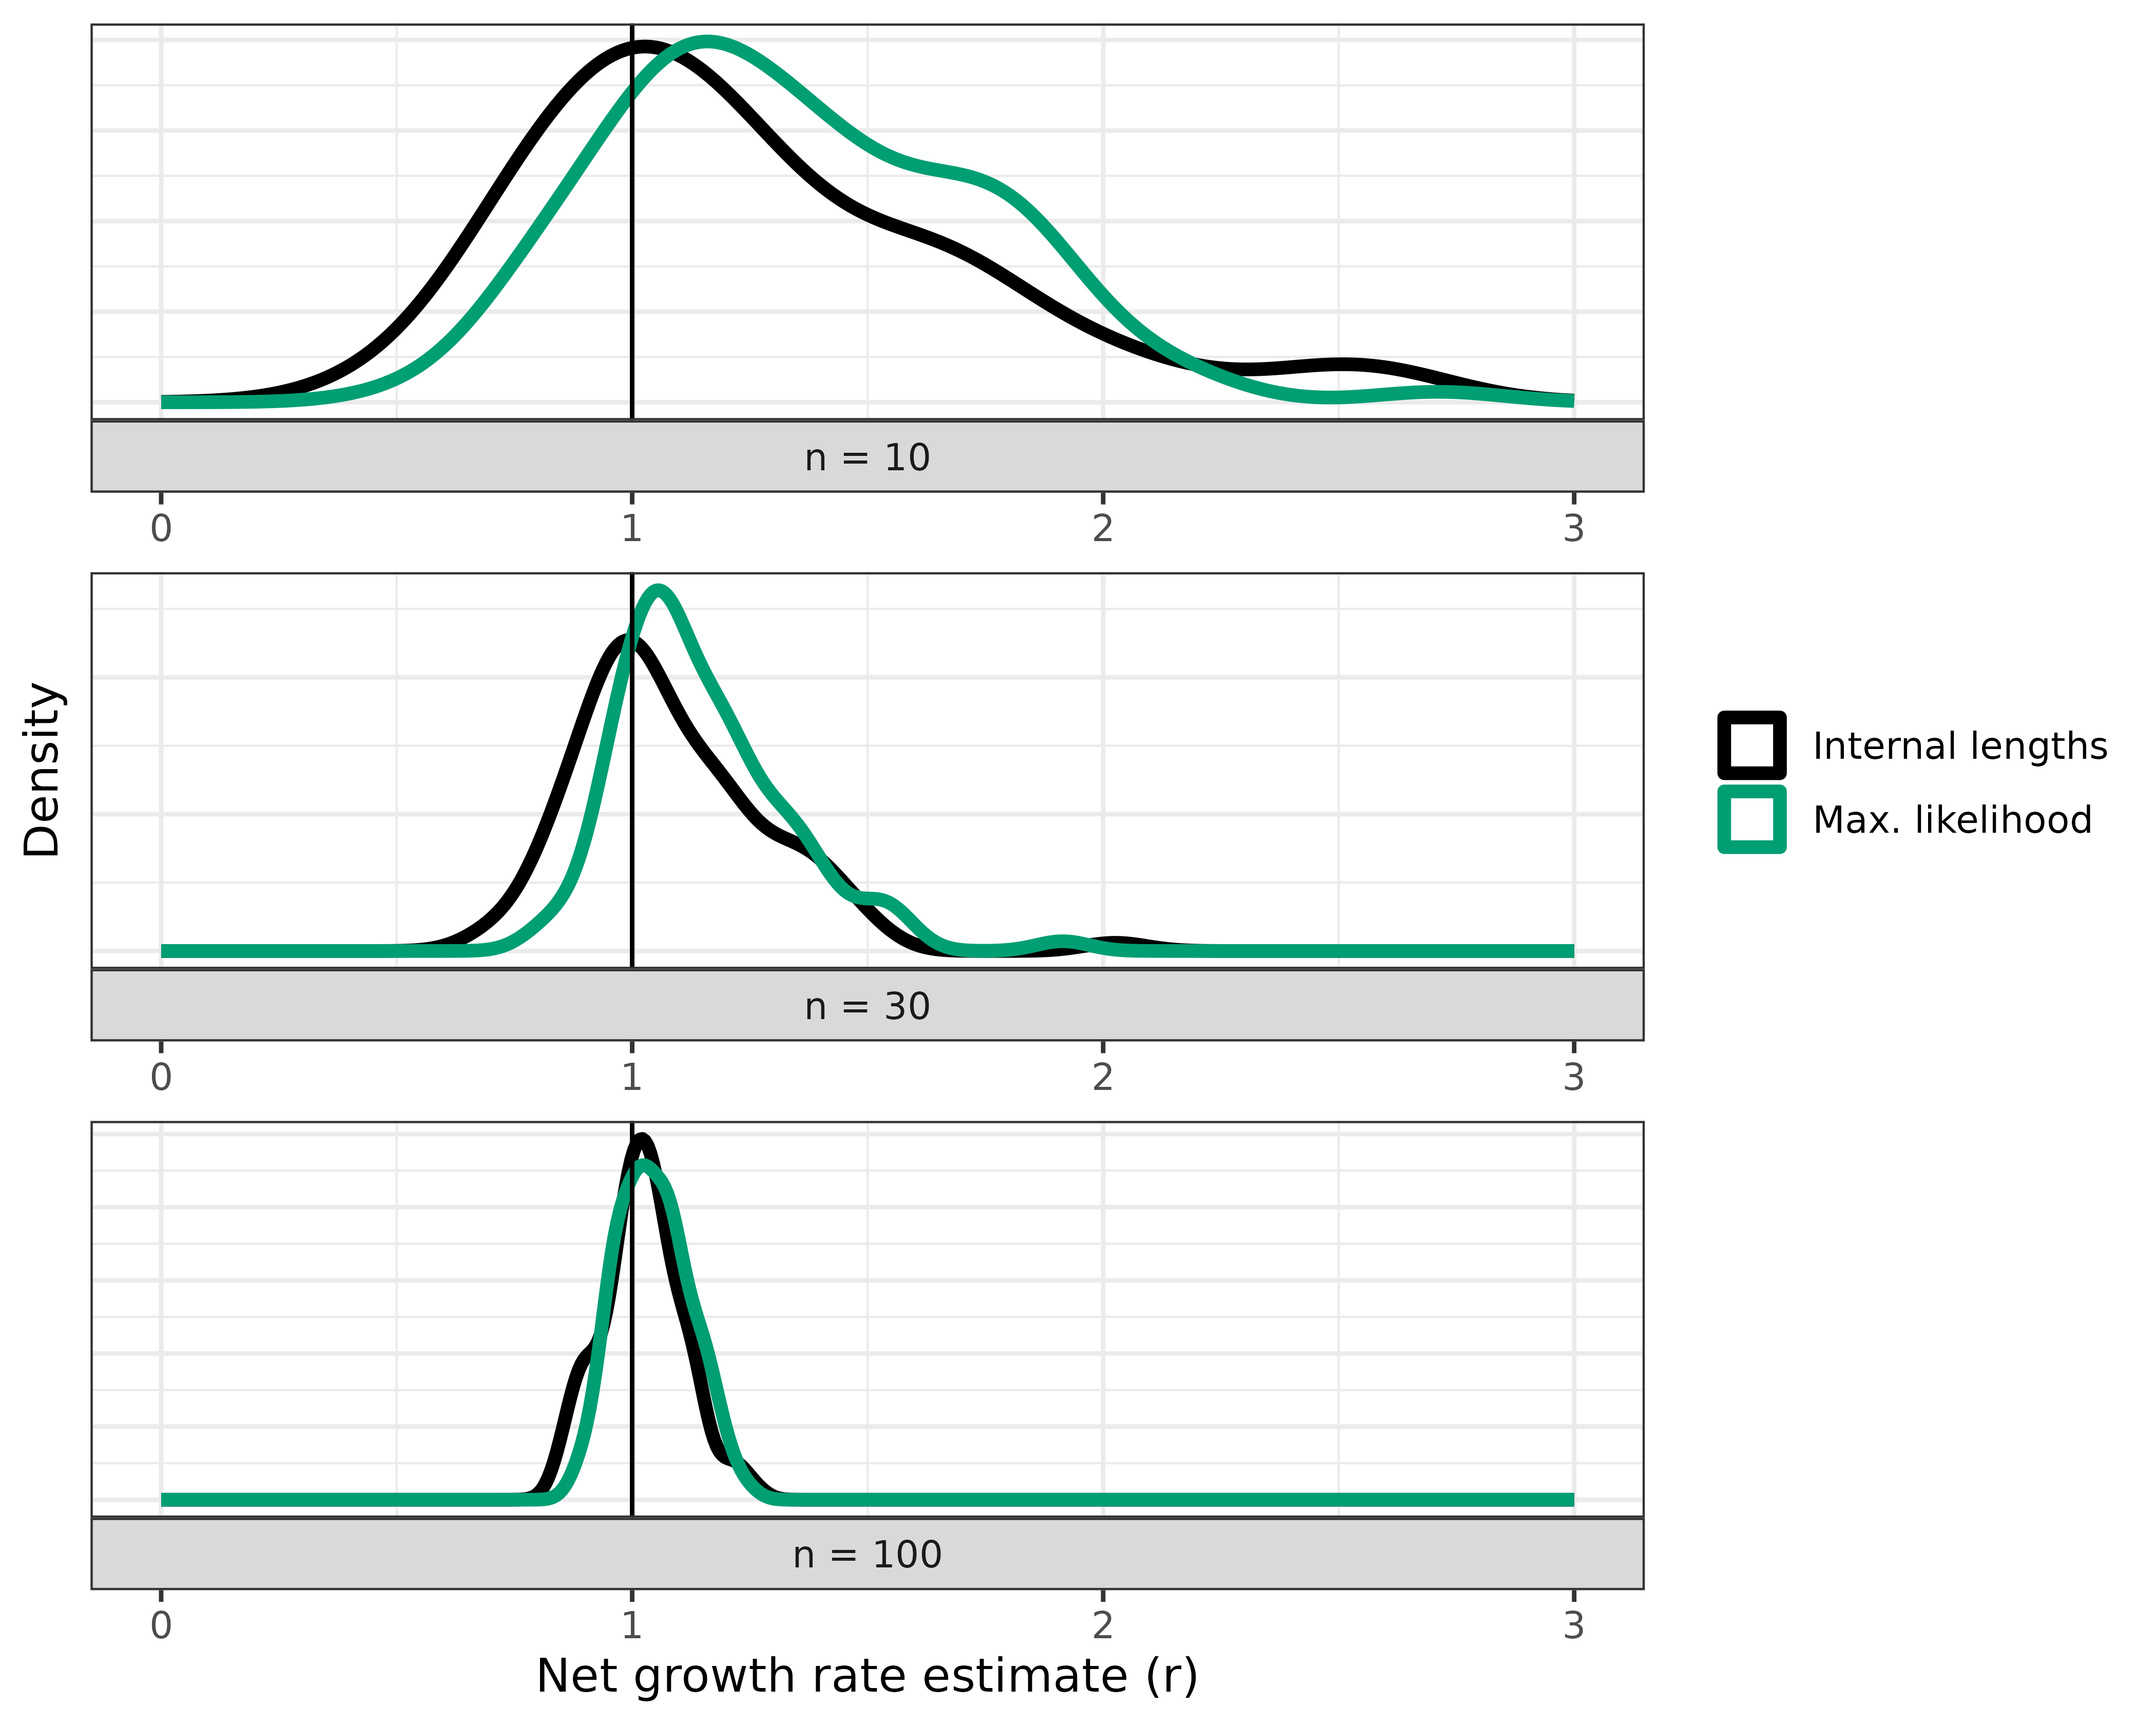 n = 10
0 1 2 3
n = 30
0 1 2 3
n = 100
0 1 2 3
Net growth rate estimate (r)
Density
Internal lengths
Max. likelihood